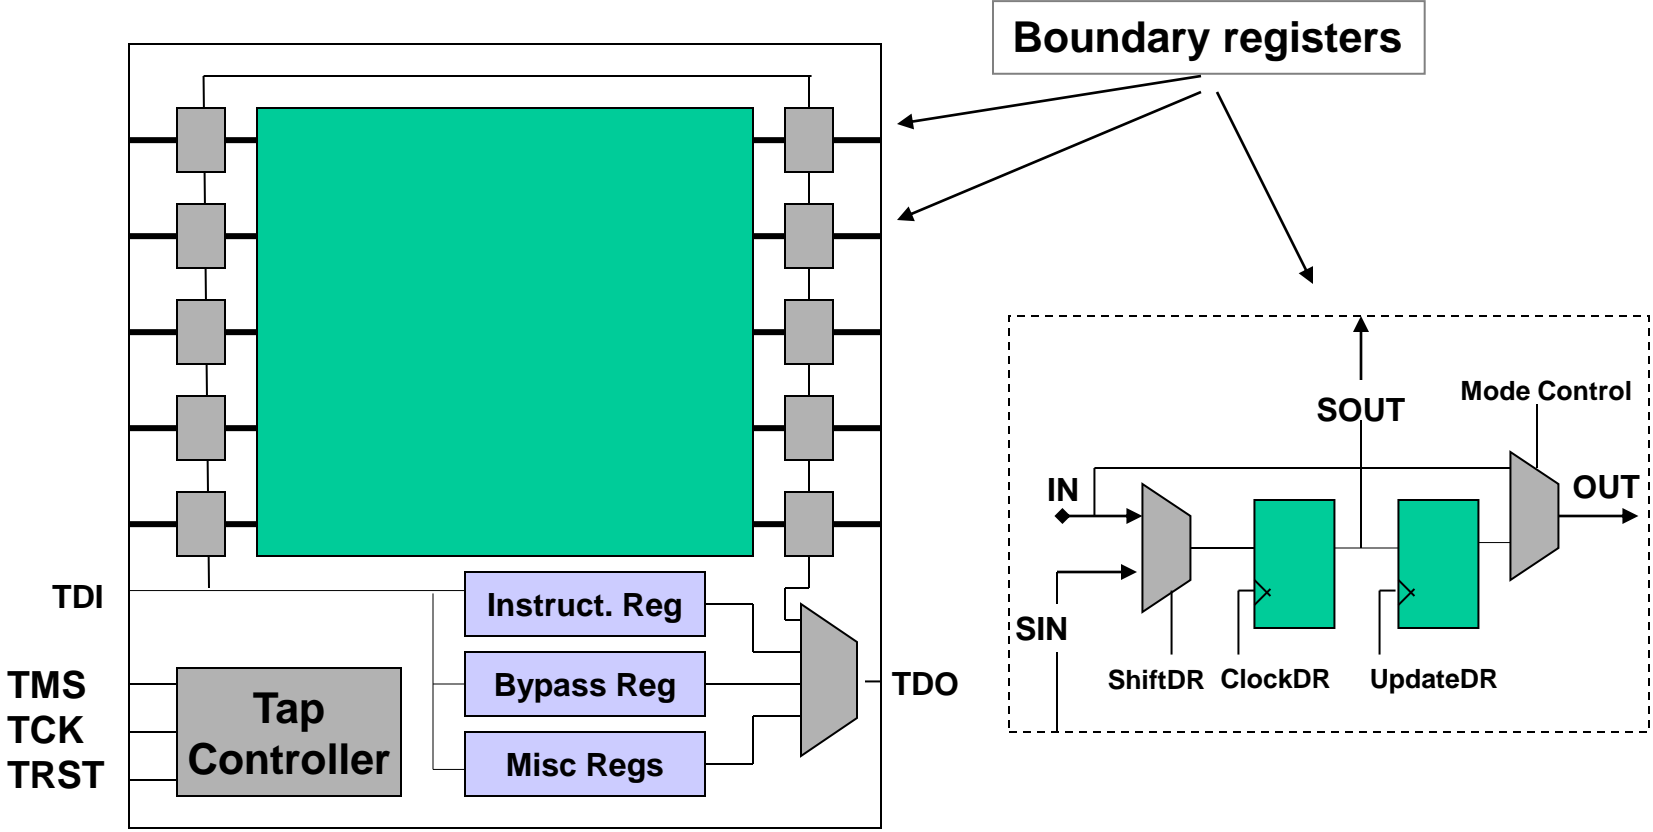 Boundary registers
TDI
Instruct. Reg
TMS
TCK
TRST
Tap
Controller
Bypass Reg
TDO
Misc Regs
Mode Control
SOUT
IN
OUT
SIN
ShiftDR
ClockDR
UpdateDR